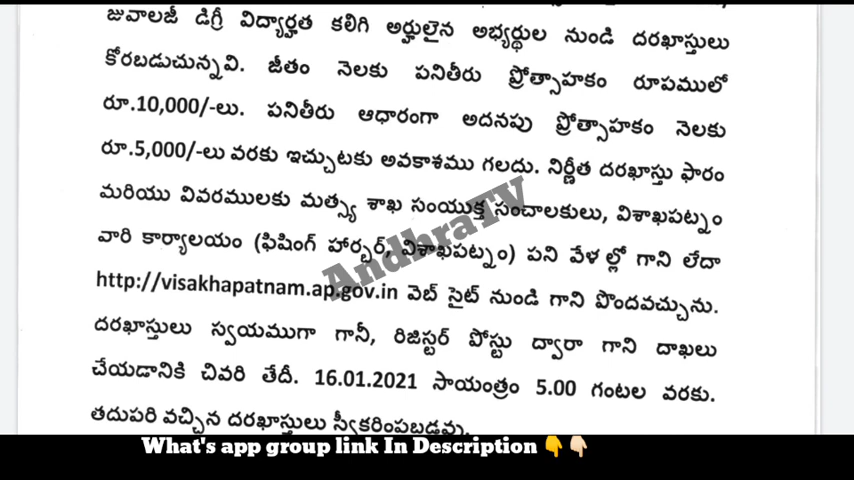 జువాలజీ డిగ్రీ విద్యార్హత కలిగి అర్హులైన అభ్యర్థుల నుండి దరఖాస్తులు
కోరబడుచున్నవి. జీతం నెలకు పనితీరు ప్రోత్సాహకం రూపములో
రూ.10,000/-లు. పనితీరు ఆధారంగా అదనపు ప్రోత్సాహకం నెలకు
రూ.5,000/-లు వరకు ఇచ్చుటకు అవకాశము గలదు. నిర్ణీత దరఖాస్తు ఫారం
మరియు వివరములకు మత్స్య శాఖ సంయుక్త సంచాలకులు, విశాఖపట్నం
వారి కార్యాలయం (ఫిషింగ్ హార్బర్, విశాఖపట్నం) పని వేళ ల్లో గాని లేదా
http://visakhapatnam.ap.gov.in వెబ్ సైట్ నుండి గాని పొందవచ్చును.
దరఖాస్తులు స్వయముగా గానీ, రిజిస్టర్ పోస్టు ద్వారా గాని దాఖలు
చేయడానికి చివరి తేదీ. 16.01.2021 సాయంత్రం 5.00 గంటల వరకు.
తదుపరి వచ్చిన దరఖాస్తులు స్వీకరింపబడవు.
AndhraTV
What's app group link In Description 👇👇🏻